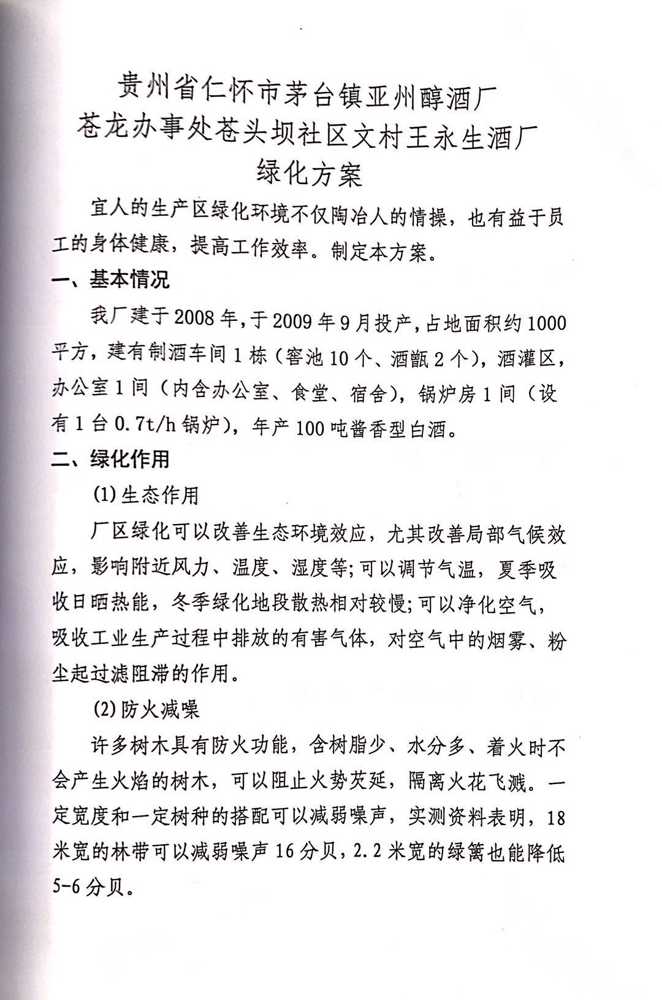 贵州省仁怀市茅台镇亚州醇酒厂
苍龙办事处苍头坝社区文村王永生酒厂
绿化方案
宜人的生产区绿化环境不仅陶冶人的情操，也有益于员
工的身体健康，提高工作效率。制定本方案。
一、基本情况
我厂建于2008年,于2009年9月投产,占地面积约1000
平方，建有制酒车间1栋（窖池10个、酒甑2个），酒灌区，
办公室1间（内含办公室、食堂、宿舍），锅炉房1间（设
有1台0.7t/h锅炉），年产100吨酱香型白酒。
二、绿化作用
(1)生态作用
厂区绿化可以改善生态环境效应，尤其改善局部气候效
应，影响附近风力、温度、湿度等;可以调节气温，夏季吸
收日晒热能，冬季绿化地段散热相对较慢;可以净化空气，
吸收工业生产过程中排放的有害气体，对空气中的烟雾、粉
尘起过滤阻滞的作用。
(2)防火减噪
许多树木具有防火功能，含树脂少、水分多、着火时不
会产生火焰的树木，可以阻止火势芡延，隔离火花飞溅。一
定宽度和一定树种的搭配可以减弱噪声，实测资料表明，18
米宽的林带可以减弱噪声16分贝,2.2米宽的绿篱也能降低
5-6分贝。